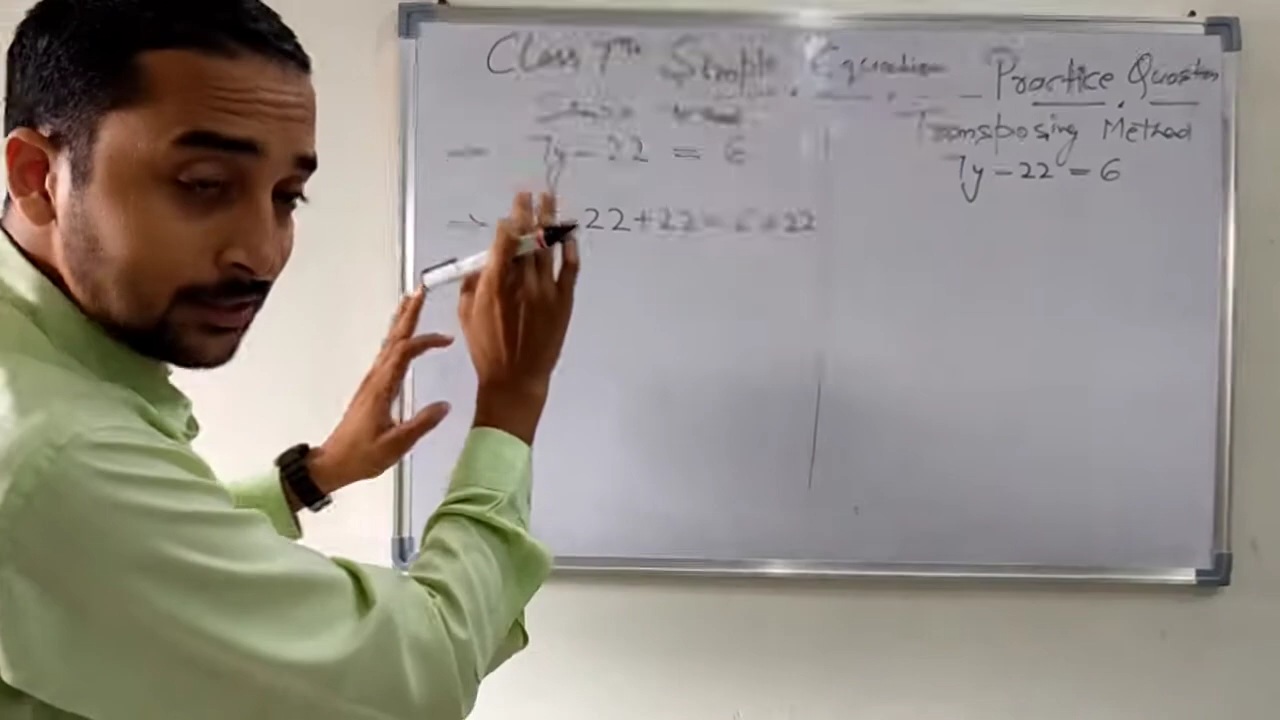 Class 7th Simple Equation Practice Question
7y - 22 = 6
22+22 = 6+22
Transposing Method
7y - 22 = 6